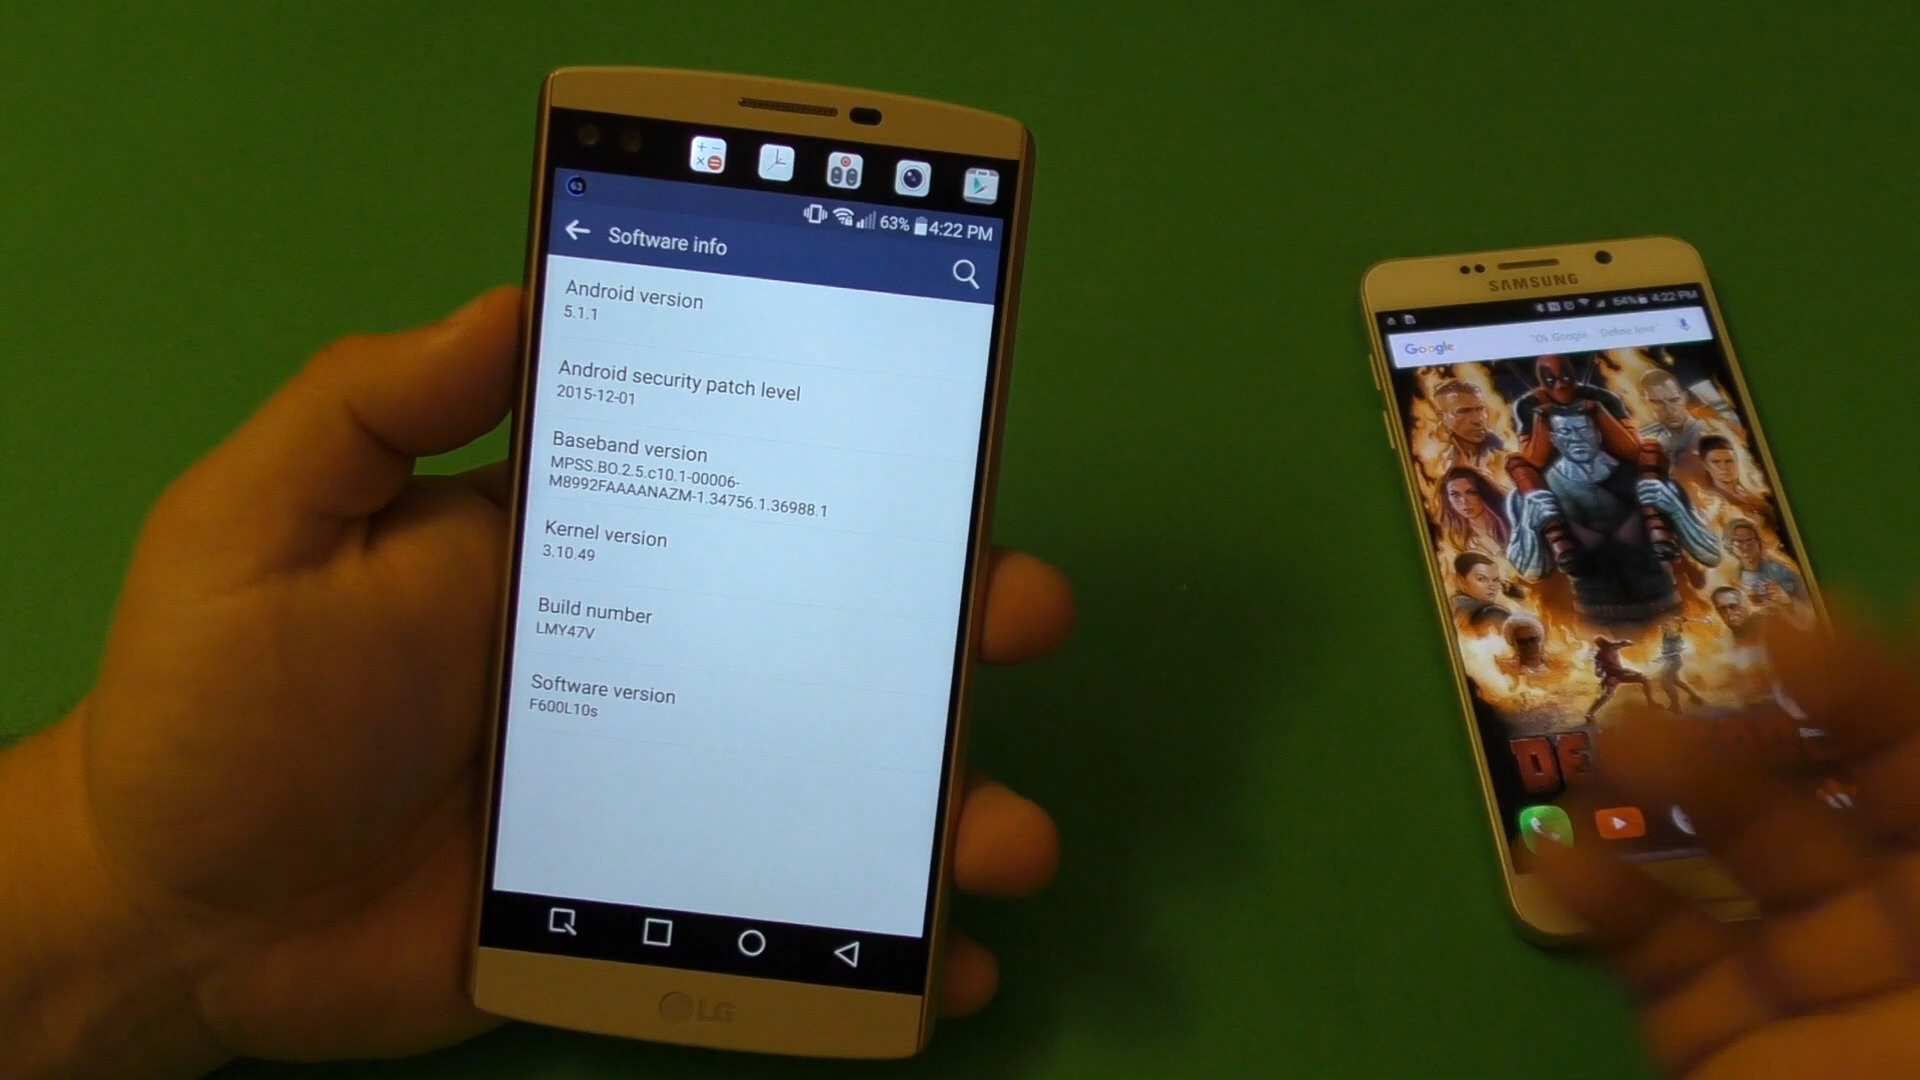 63
63% 4:22 PM
Software info
Android version
5.1.1
Android security patch level
2015-12-01
Baseband version
MPSS.BO.2.5.c10.1-00006-
M8992FAAAANAZM-1.34756.1.36988.1
Kernel version
3.10.49
Build number
LMY47V
Software version
F600L10s
LG
SAMSUNG
64% 4:22 PM
Google "Ok Google Define love"
DE